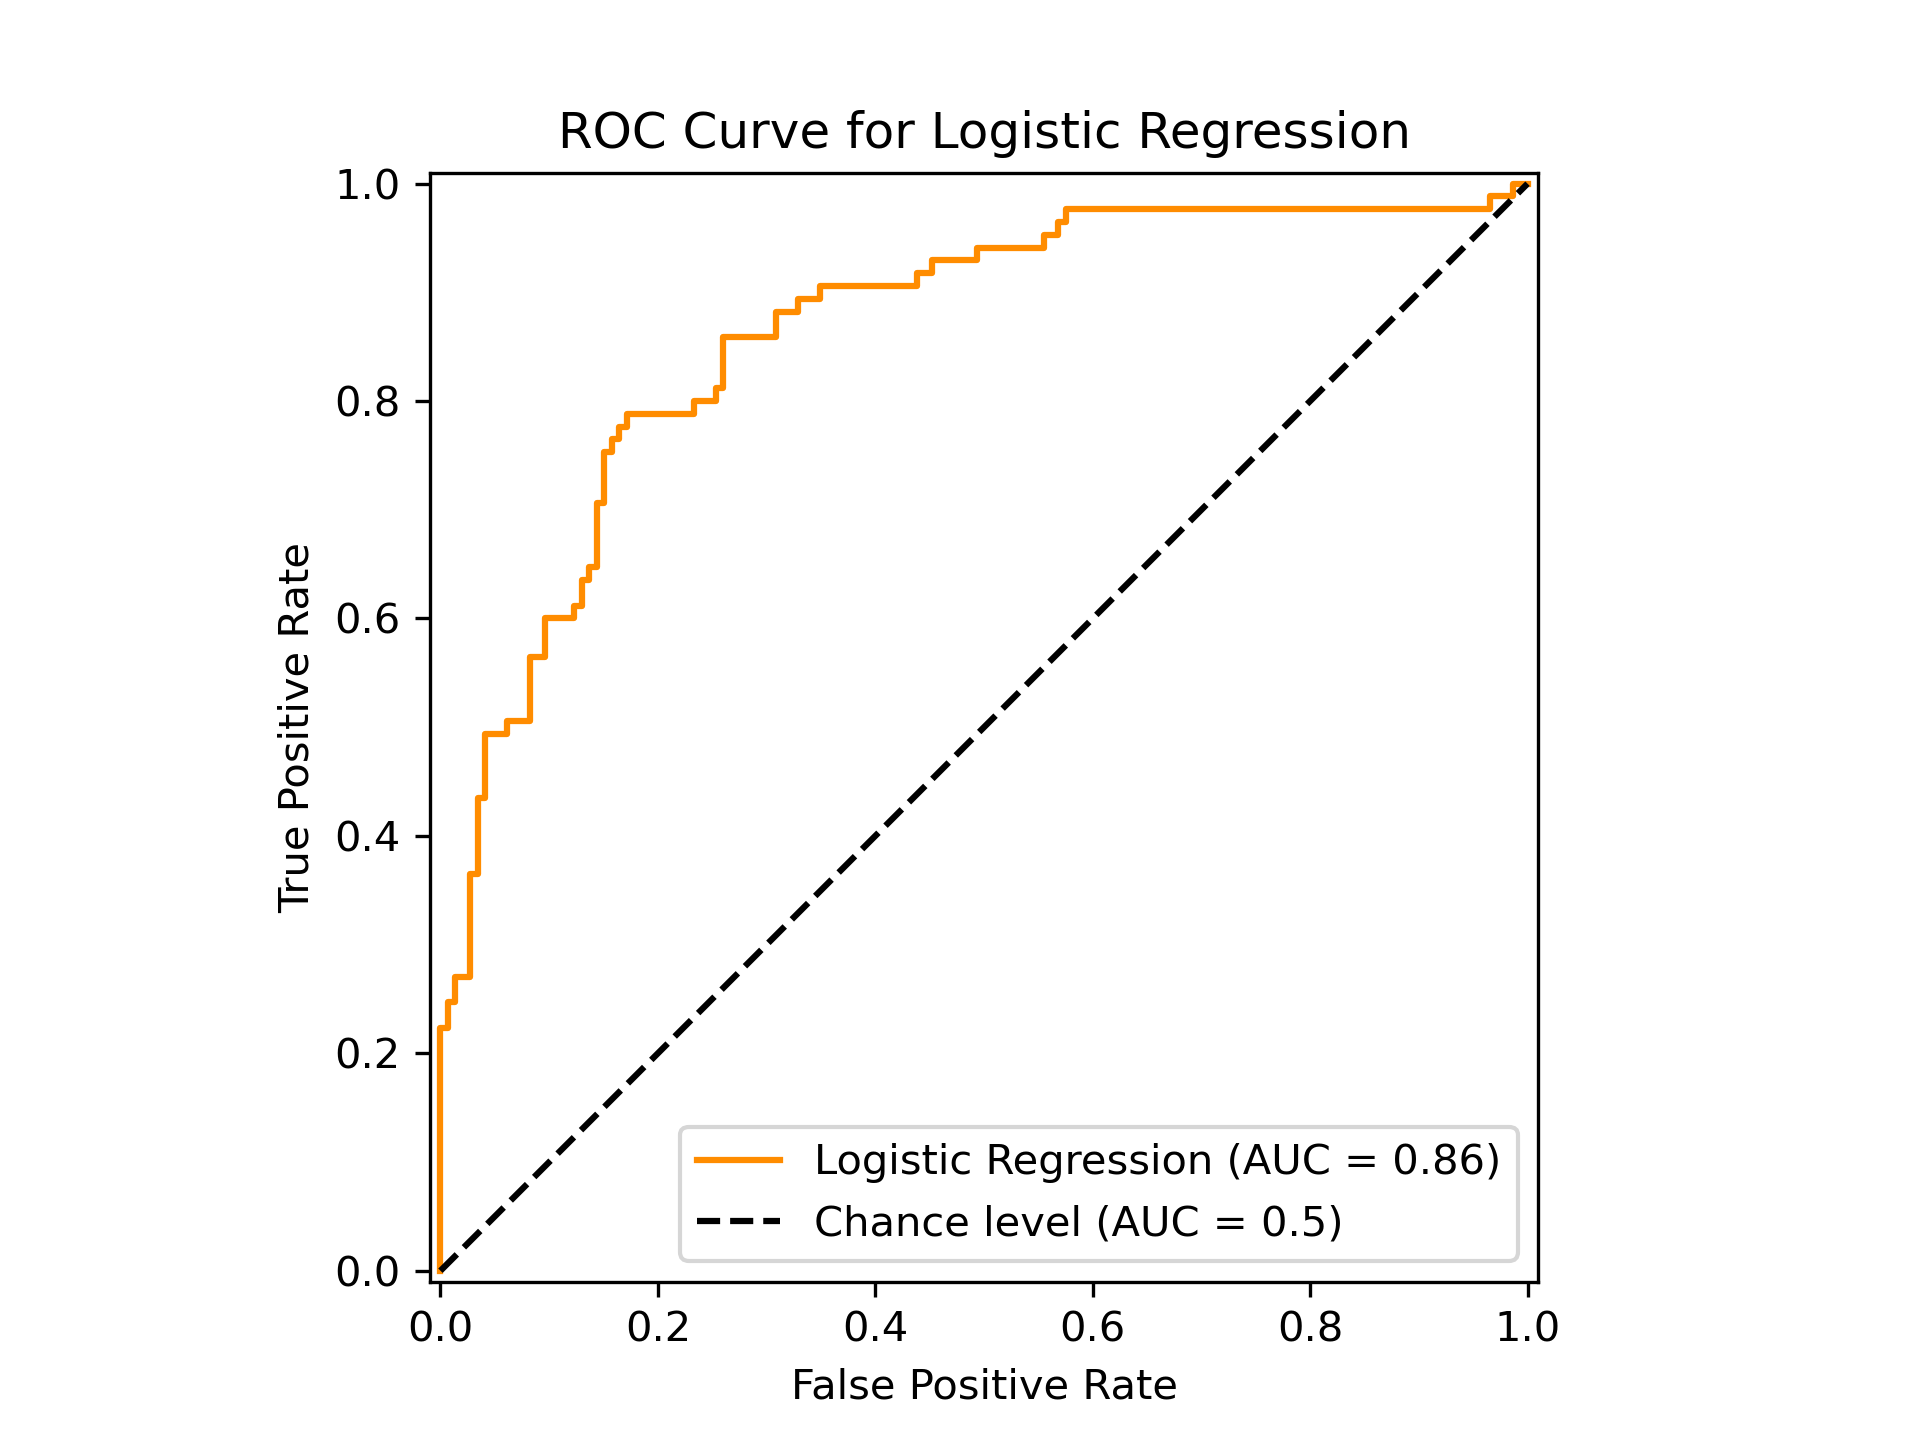 ROC Curve for Logistic Regression
1.0
0.8
0.6
0.4
0.2
0.0
True Positive Rate
Logistic Regression (AUC = 0.86)
Chance level (AUC = 0.5)
0.0 0.2 0.4 0.6 0.8 1.0
False Positive Rate